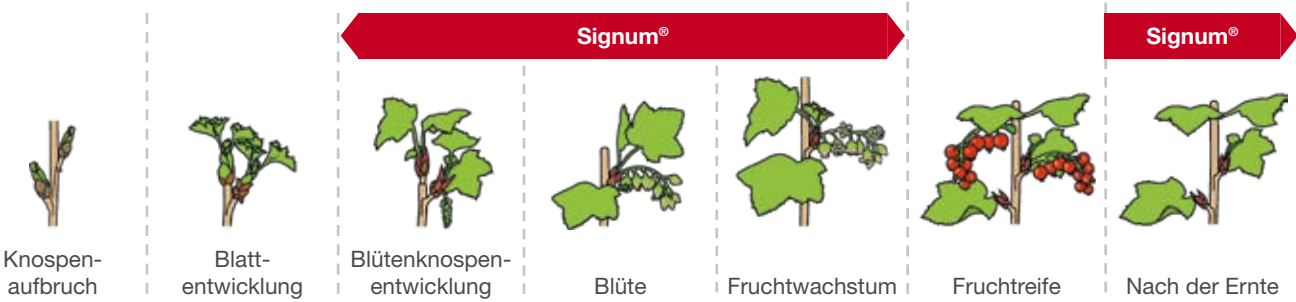 Signum®
Signum®
Knospen-
aufbruch
Blatt-
entwicklung
Blütenknospen-
entwicklung
Blüte
Fruchtwachstum
Fruchtreife
Nach der Ernte